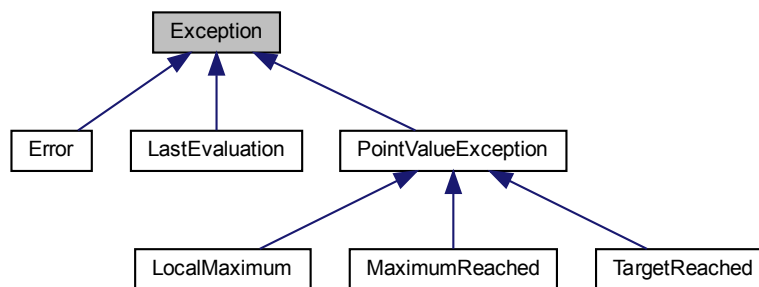 Exception
Error
LastEvaluation
PointValueException
LocalMaximum
MaximumReached
TargetReached